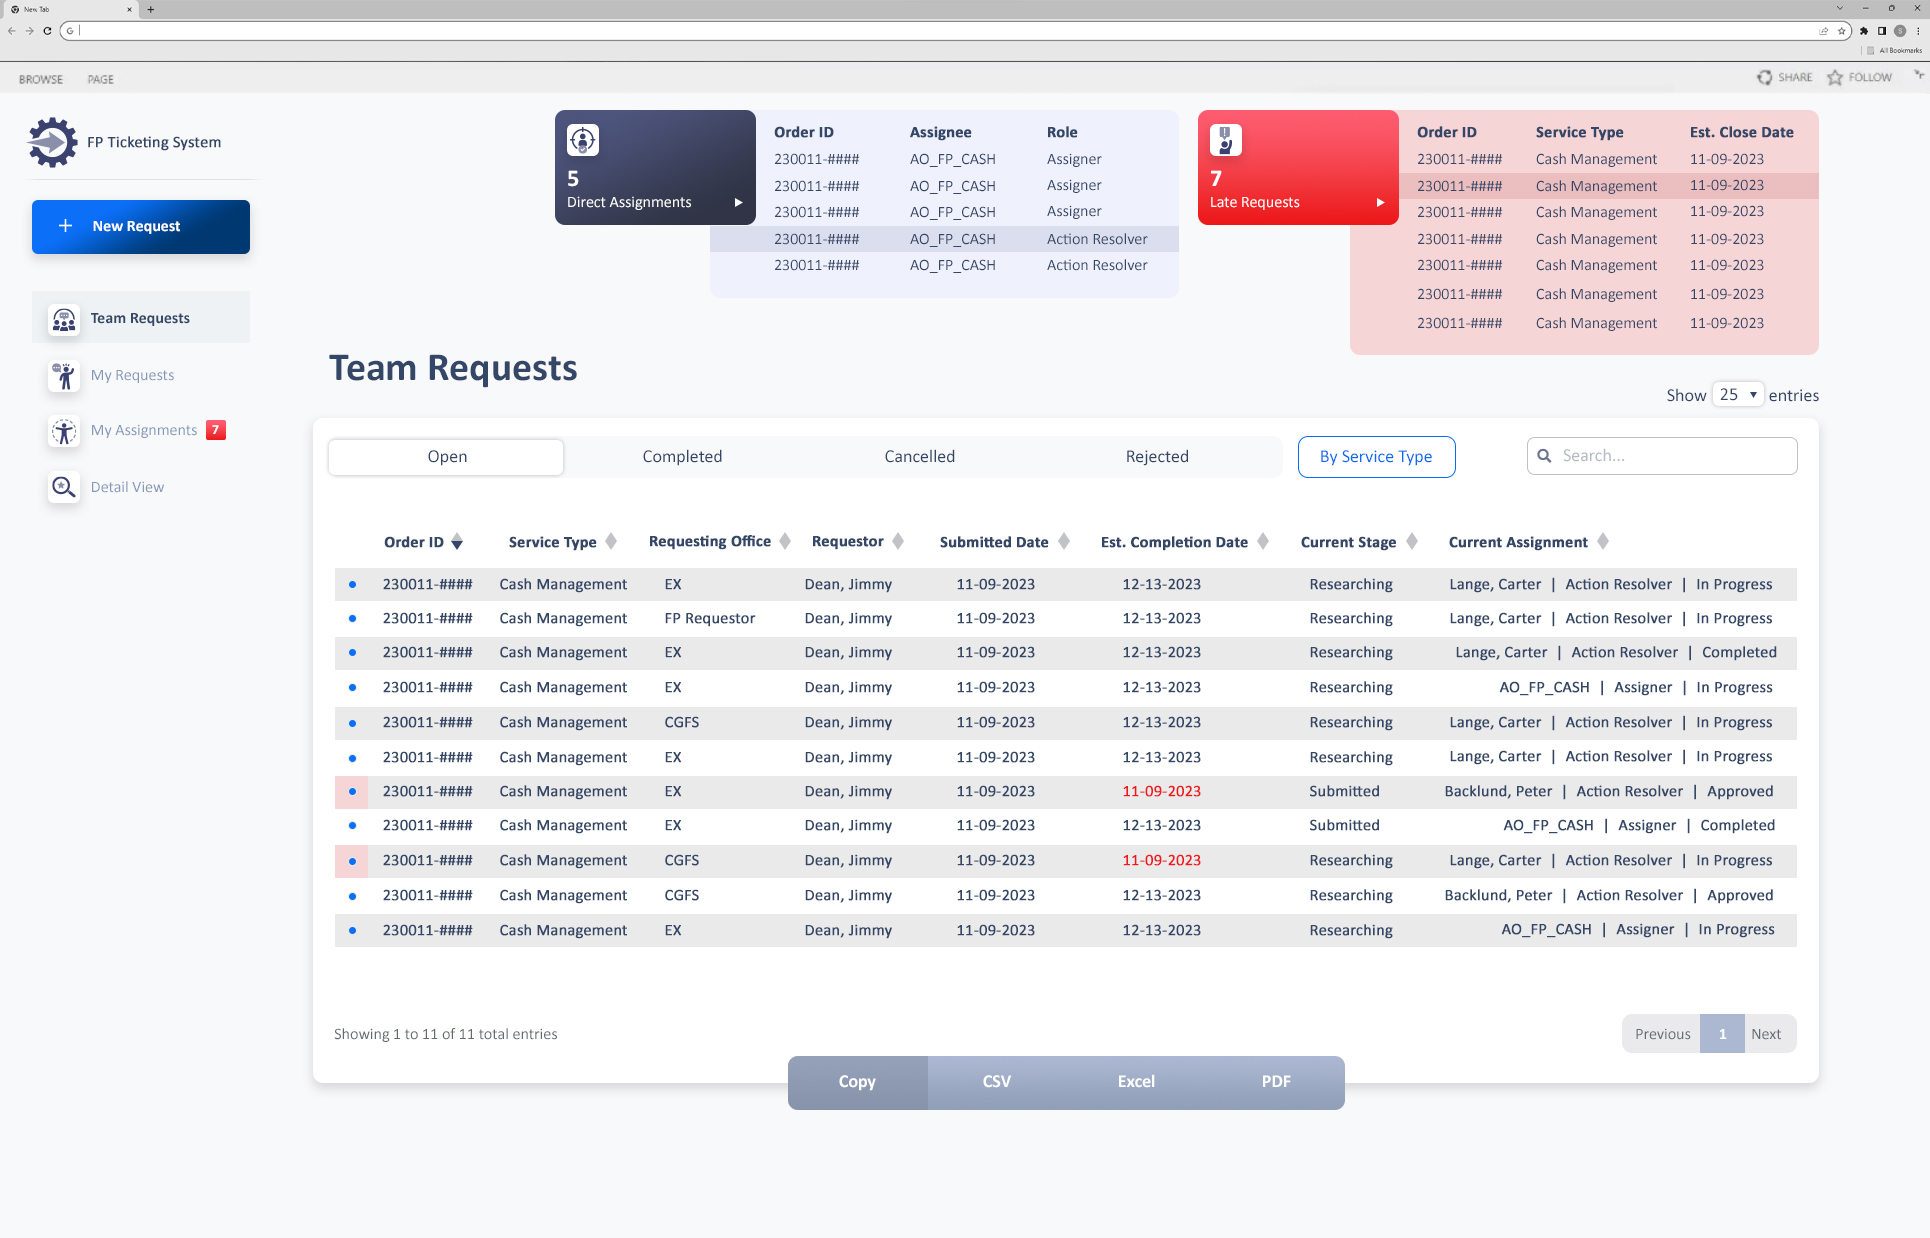 New Tab
All Bookmarks
BROWSE PAGE
SHARE FOLLOW
FP Ticketing System
+ New Request
Team Requests
My Requests
My Assignments 7
Detail View
5
Direct Assignments
Order ID Assignee Role
230011-#### AO_FP_CASH Assigner
230011-#### AO_FP_CASH Assigner
230011-#### AO_FP_CASH Assigner
230011-#### AO_FP_CASH Action Resolver
230011-#### AO_FP_CASH Action Resolver
7
Late Requests
Order ID Service Type Est. Close Date
230011-#### Cash Management 11-09-2023
230011-#### Cash Management 11-09-2023
230011-#### Cash Management 11-09-2023
230011-#### Cash Management 11-09-2023
230011-#### Cash Management 11-09-2023
230011-#### Cash Management 11-09-2023
230011-#### Cash Management 11-09-2023
Team Requests
Show 25 entries
Open Completed Cancelled Rejected By Service Type Search...
Order ID Service Type Requesting Office Requestor Submitted Date Est. Completion Date Current Stage Current Assignment
230011-#### Cash Management EX Dean, Jimmy 11-09-2023 12-13-2023 Researching Lange, Carter | Action Resolver | In Progress
230011-#### Cash Management FP Requestor Dean, Jimmy 11-09-2023 12-13-2023 Researching Lange, Carter | Action Resolver | In Progress
230011-#### Cash Management EX Dean, Jimmy 11-09-2023 12-13-2023 Researching Lange, Carter | Action Resolver | Completed
230011-#### Cash Management EX Dean, Jimmy 11-09-2023 12-13-2023 Researching AO_FP_CASH | Assigner | In Progress
230011-#### Cash Management CGFS Dean, Jimmy 11-09-2023 12-13-2023 Researching Lange, Carter | Action Resolver | In Progress
230011-#### Cash Management EX Dean, Jimmy 11-09-2023 12-13-2023 Researching Lange, Carter | Action Resolver | In Progress
230011-#### Cash Management EX Dean, Jimmy 11-09-2023 11-09-2023 Submitted Backlund, Peter | Action Resolver | Approved
230011-#### Cash Management EX Dean, Jimmy 11-09-2023 12-13-2023 Submitted AO_FP_CASH | Assigner | Completed
230011-#### Cash Management CGFS Dean, Jimmy 11-09-2023 11-09-2023 Researching Lange, Carter | Action Resolver | In Progress
230011-#### Cash Management CGFS Dean, Jimmy 11-09-2023 12-13-2023 Researching Backlund, Peter | Action Resolver | Approved
230011-#### Cash Management EX Dean, Jimmy 11-09-2023 12-13-2023 Researching AO_FP_CASH | Assigner | In Progress
Showing 1 to 11 of 11 total entries
Previous 1 Next
Copy CSV Excel PDF